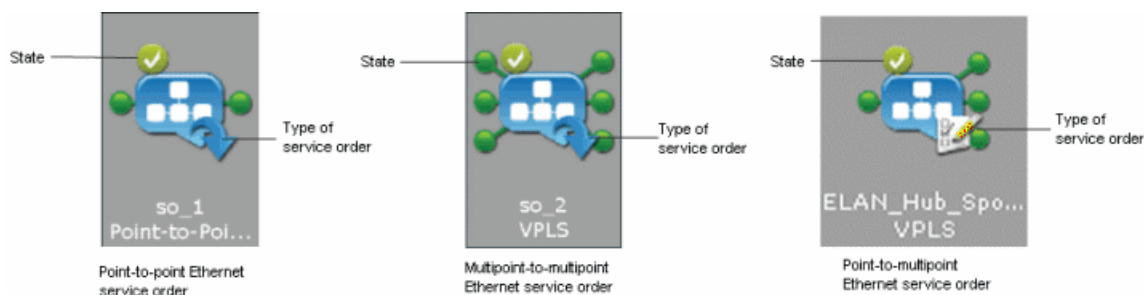 State
Type of
service order
so_1
Point-to-Poi...
Point-to-point Ethernet
service order
State
Type of
service order
so_2
VPLS
Multipoint-to-multipoint
Ethernet service order
State
Type of
service order
ELAN_Hub_Spo...
VPLS
Point-to-multipoint
Ethernet service order